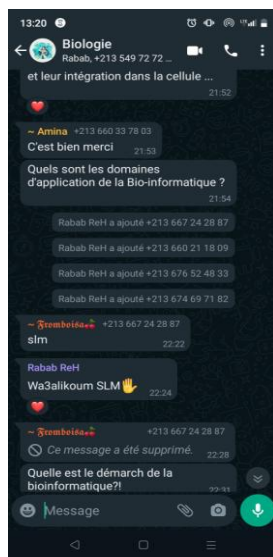 13:20
Biologie
Rabab, +213 549 72 72 ...
et leur intégration dans la cellule ...
21:52
~ Amina +213 660 33 78 03
C'est bien merci
21:53
Quels sont les domaines
d'application de la Bio-informatique ?
21:54
Rabab ReH a ajouté +213 667 24 28 87
Rabab ReH a ajouté +213 660 21 18 09
Rabab ReH a ajouté +213 676 52 48 33
Rabab ReH a ajouté +213 674 69 71 82
~ 𝕱𝖗𝖔𝖒𝖇𝖔𝖎𝖘𝖆🍒 +213 667 24 28 87
slm
22:22
Rabab ReH
Wa3alikoum SLM🖐
22:24
~ 𝕱𝖗𝖔𝖒𝖇𝖔𝖎𝖘𝖆🍒 +213 667 24 28 87
Ce message a été supprimé.
22:28
Quelle est le démarch de la
bioinformatique?!
22:31
Message